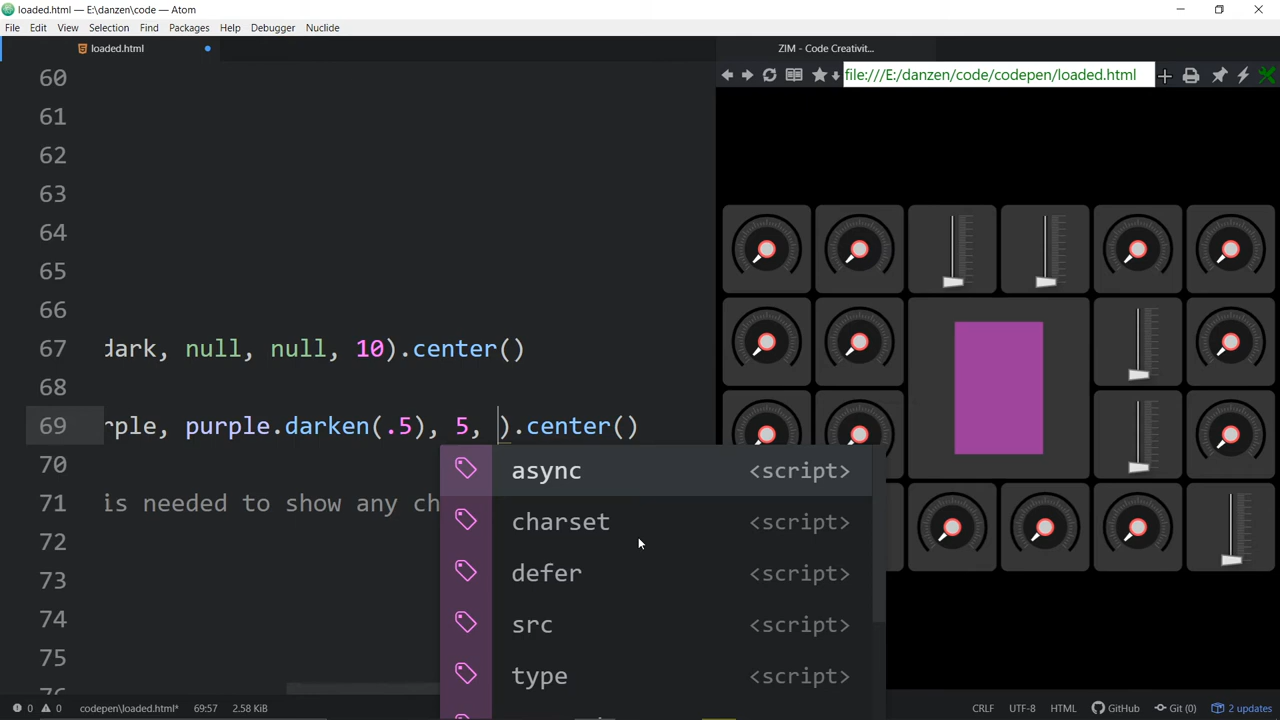 loaded.html — E:\danzen\code — Atom
File Edit View Selection Find Packages Help Debugger Nuclide
loaded.html
ZIM - Code Creativit...
file:///E:/danzen/code/codepen/loaded.html
60
61
62
63
64
65
66
67 dark, null, null, 10).center()
68
69 rple, purple.darken(.5), 5, ).center()
70
async <script>
71 is needed to show any ch
charset <script>
72
defer <script>
73
src <script>
74
type <script>
75
0 0 codepen\loaded.html* 69:57 2.58 KiB CRLF UTF-8 HTML GitHub Git (0) 2 updates